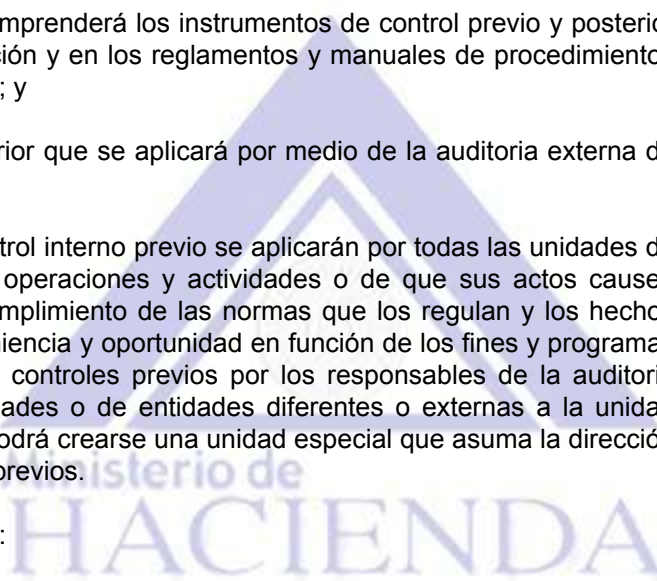 mprenderá los instrumentos de control previo y posterio
ción y en los reglamentos y manuales de procedimiento
; y
rior que se aplicará por medio de la auditoria externa d
trol interno previo se aplicarán por todas las unidades d
operaciones y actividades o de que sus actos cause
mplimiento de las normas que los regulan y los hecho
iencia y oportunidad en función de los fines y programa
controles previos por los responsables de la auditorí
ades o de entidades diferentes o externas a la unida
odrá crearse una unidad especial que asuma la direcció
previos.
Ministerio de
:
HACIENDA